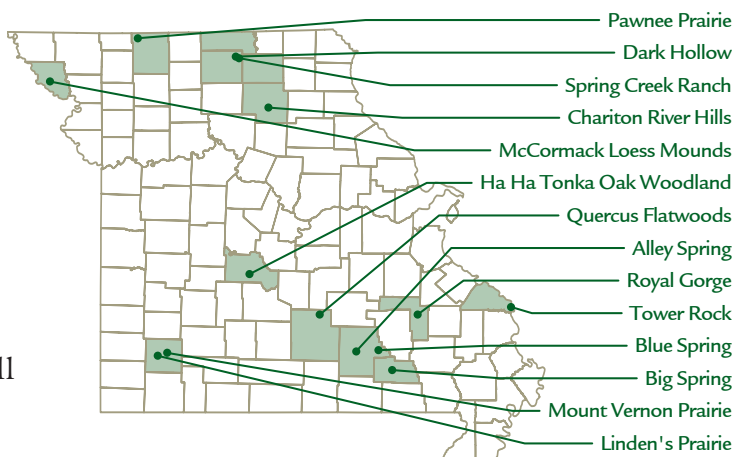 Pawnee Prairie
Dark Hollow
Spring Creek Ranch
Chariton River Hills
McCormack Loess Mounds
Ha Ha Tonka Oak Woodland
Quercus Flatwoods
Alley Spring
Royal Gorge
Tower Rock
Blue Spring
ll
Big Spring
Mount Vernon Prairie
Linden's Prairie